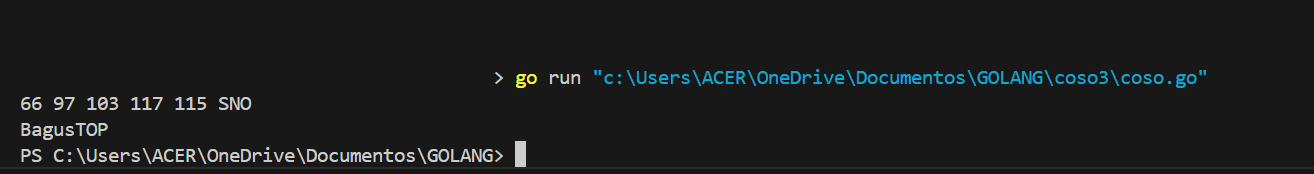 > go run "c:\Users\ACER\OneDrive\Documentos\GOLANG\coso3\coso.go"
66 97 103 117 115 SNO
BagusTOP
PS C:\Users\ACER\OneDrive\Documentos\GOLANG>